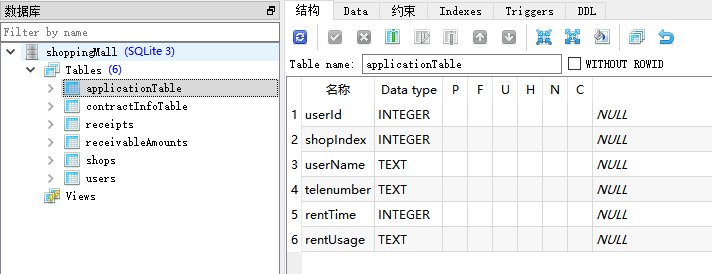 数据库
Filter by name
shoppingMall (SQLite 3)
Tables (6)
applicationTable
contractInfoTable
receipts
receivableAmounts
shops
users
Views
结构 Data 约束 Indexes Triggers DDL
Table name: applicationTable WITHOUT ROWID
名称 Data type P F U H N C
1 userId INTEGER NULL
2 shopIndex INTEGER NULL
3 userName TEXT NULL
4 telenumber TEXT NULL
5 rentTime INTEGER NULL
6 rentUsage TEXT NULL